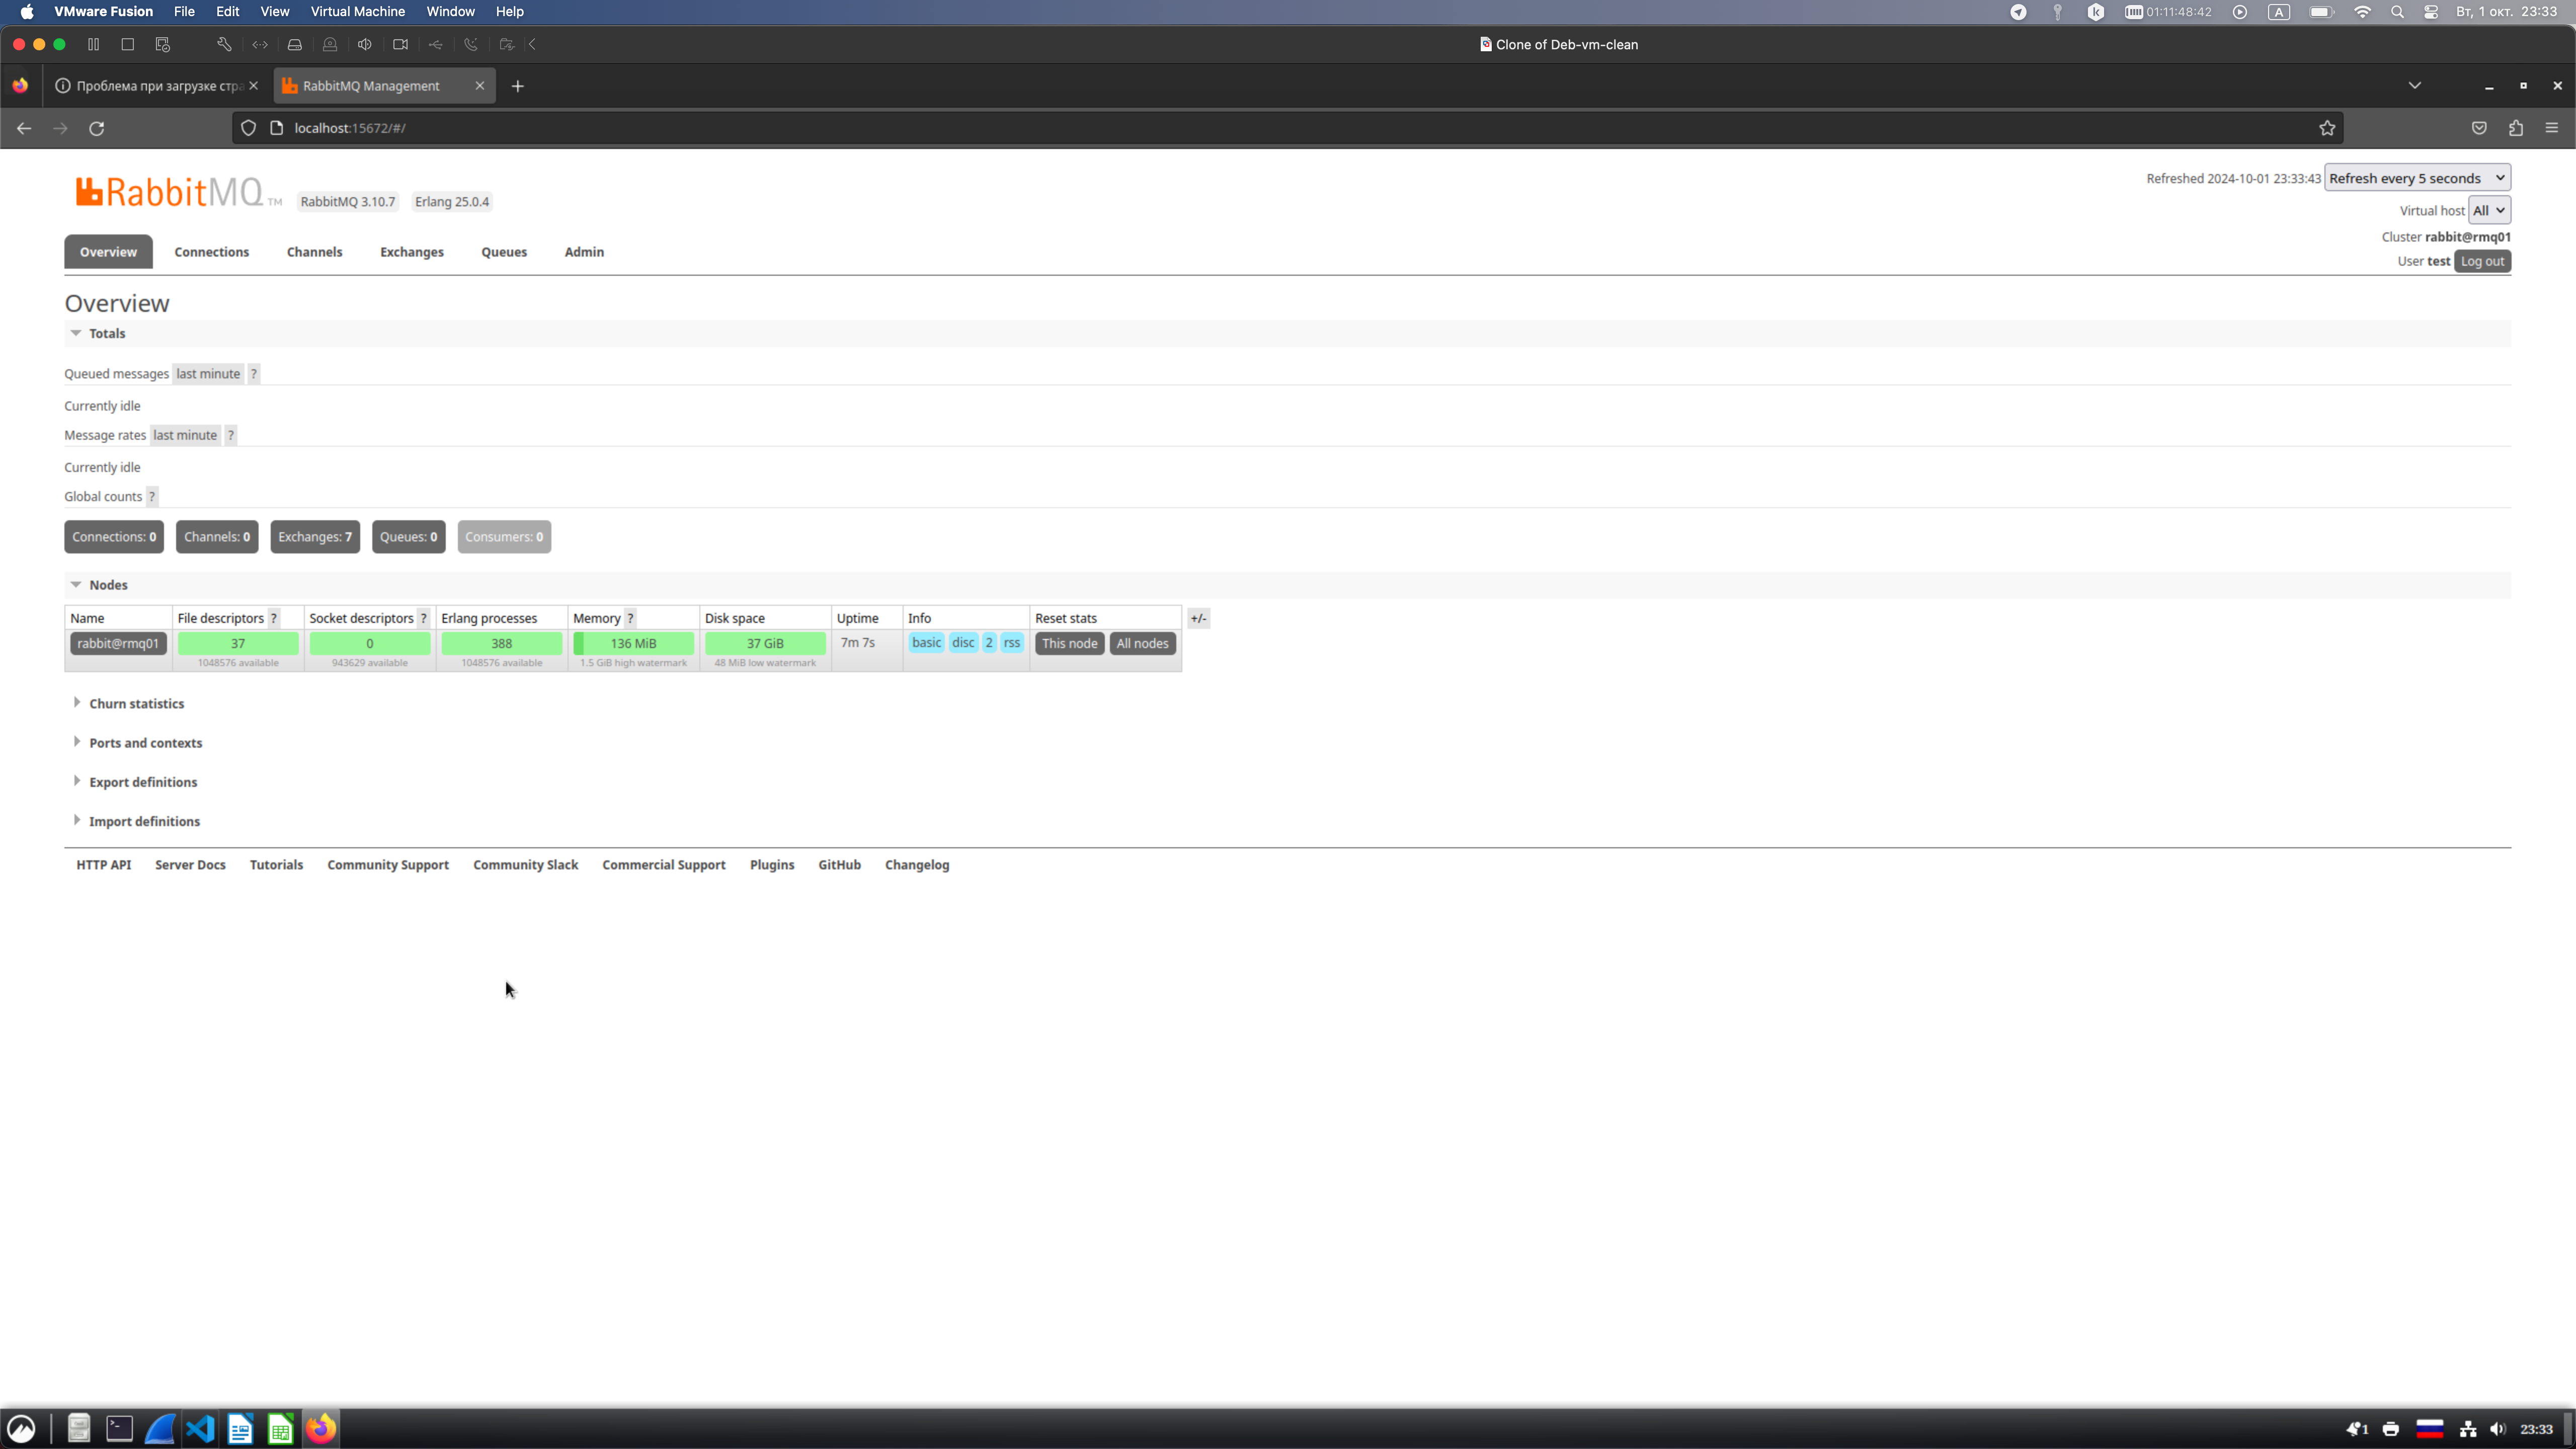 VMware Fusion File Edit View Virtual Machine Window Help 01:11:48:42 A Вт, 1 окт. 23:33
Clone of Deb-vm-clean
Проблема при загрузке стра RabbitMQ Management
localhost:15672/#/
RabbitMQ TM RabbitMQ 3.10.7 Erlang 25.0.4
Refreshed 2024-10-01 23:33:43 Refresh every 5 seconds
Virtual host All
Cluster rabbit@rmq01
User test Log out
Overview Connections Channels Exchanges Queues Admin
Overview
Totals
Queued messages last minute ?
Currently idle
Message rates last minute ?
Currently idle
Global counts ?
Connections: 0 Channels: 0 Exchanges: 7 Queues: 0 Consumers: 0
Nodes
Name File descriptors ? Socket descriptors ? Erlang processes Memory ? Disk space Uptime Info Reset stats +/-
rabbit@rmq01 37 0 388 136 MiB 37 GiB 7m 7s basic disc 2 rss This node All nodes
1048576 available 943629 available 1048576 available 1.5 GiB high watermark 48 MiB low watermark
Churn statistics
Ports and contexts
Export definitions
Import definitions
HTTP API Server Docs Tutorials Community Support Community Slack Commercial Support Plugins GitHub Changelog
1 23:33